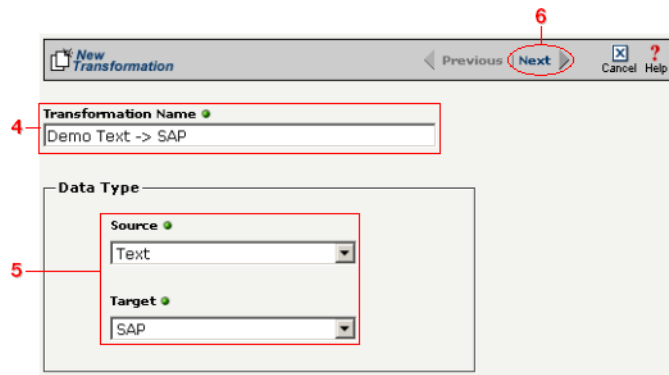 6
New
Transformation
Previous Next
Cancel Help
Transformation Name
4
Demo Text -> SAP
Data Type
Source
Text
5
Target
SAP